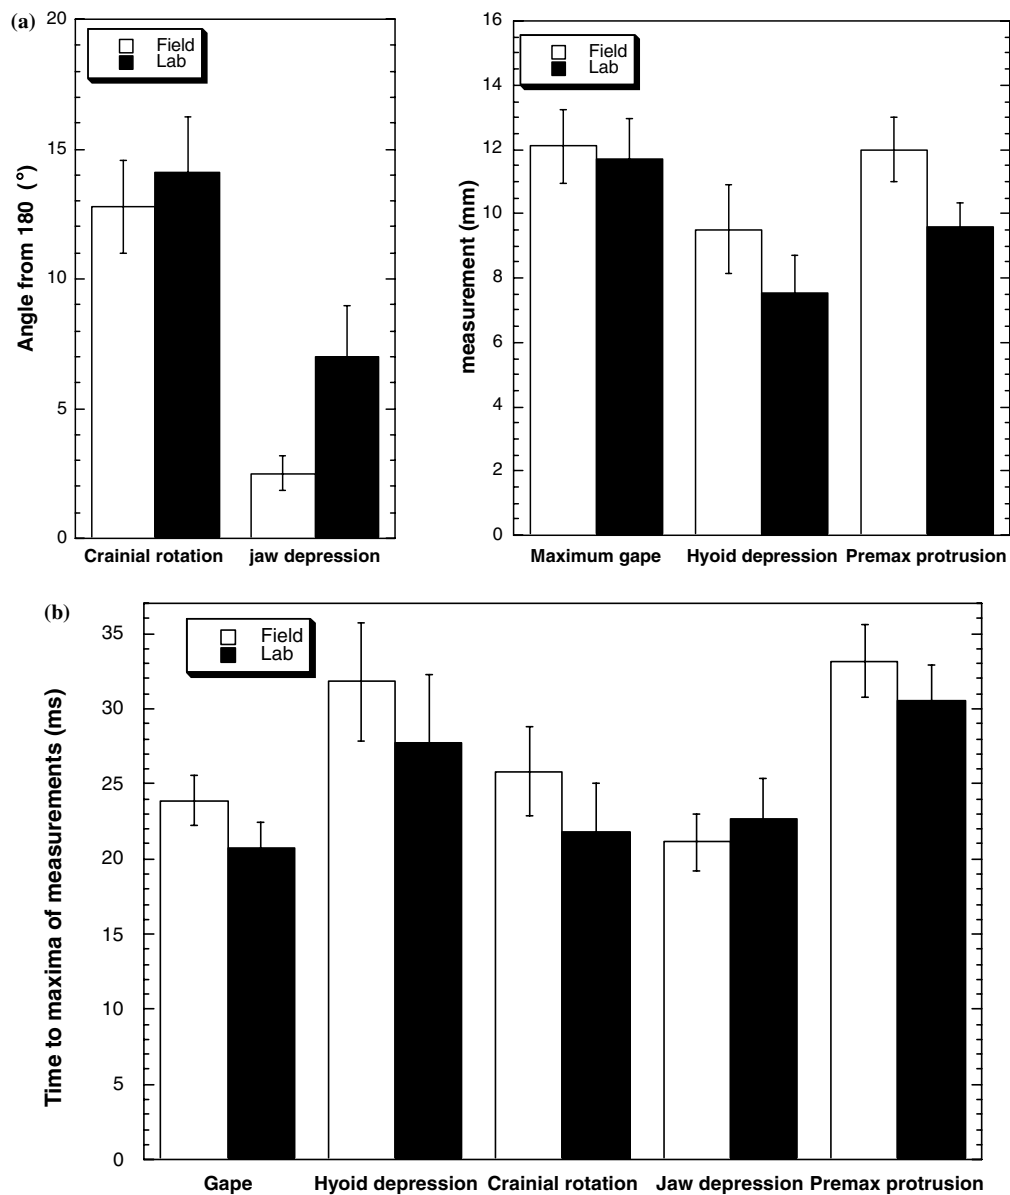 (a)
20
15
10
5
0
Angle from 180 (°)
Field
Lab
Crainial rotation
jaw depression
16
14
12
10
8
6
4
2
0
measurement (mm)
Field
Lab
Maximum gape
Hyoid depression
Premax protrusion
(b)
35
30
25
20
15
10
5
0
Time to maxima of measurements (ms)
Field
Lab
Gape
Hyoid depression
Crainial rotation
Jaw depression
Premax protrusion